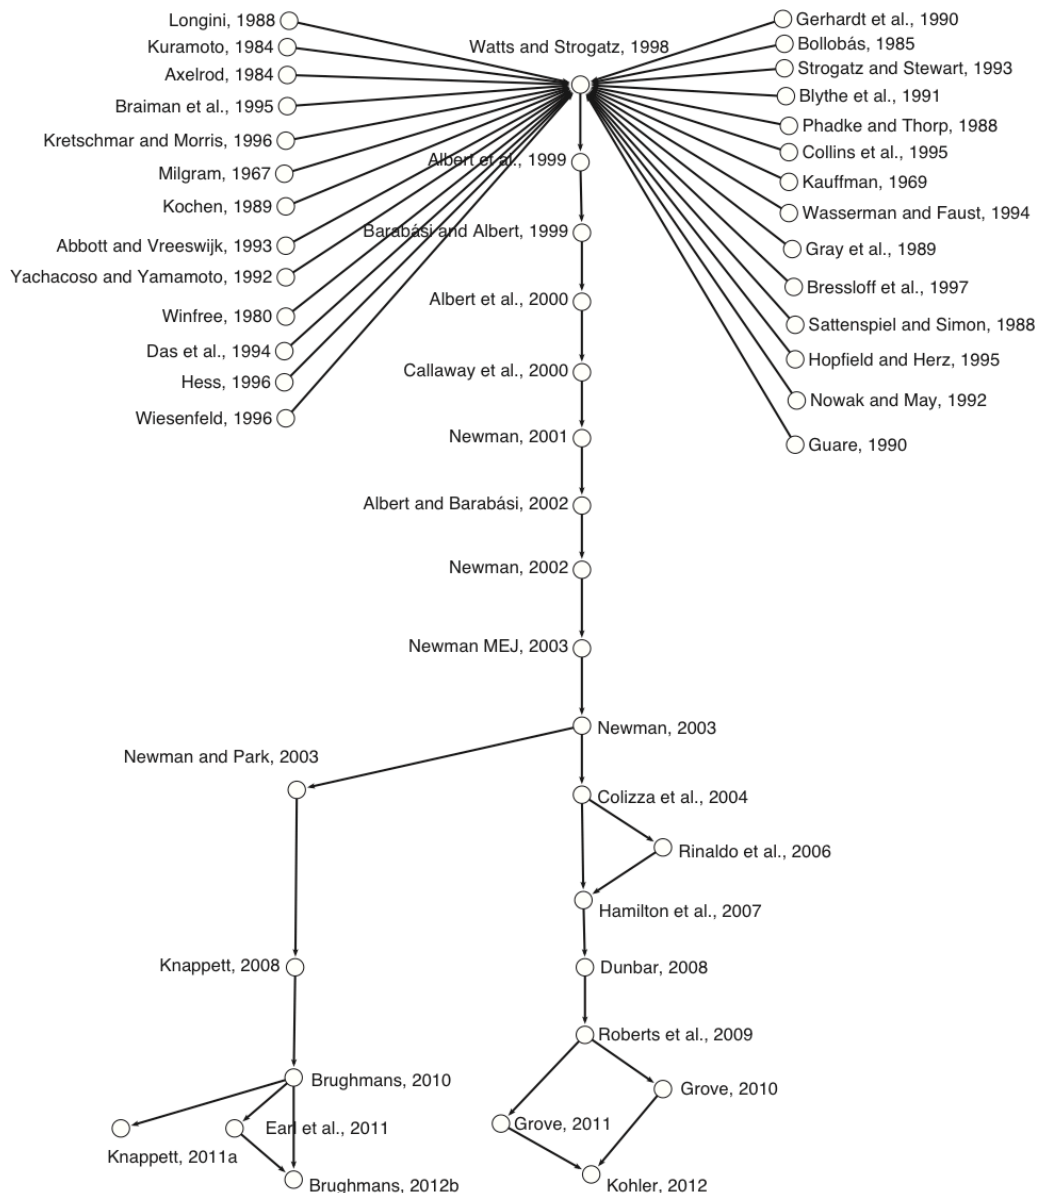 Longini, 1988
Kuramoto, 1984
Axelrod, 1984
Braiman et al., 1995
Kretschmar and Morris, 1996
Milgram, 1967
Kochen, 1989
Abbott and Vreeswijk, 1993
Yachacoso and Yamamoto, 1992
Winfree, 1980
Das et al., 1994
Hess, 1996
Wiesenfeld, 1996
Watts and Strogatz, 1998
Gerhardt et al., 1990
Bollobás, 1985
Strogatz and Stewart, 1993
Blythe et al., 1991
Phadke and Thorp, 1988
Collins et al., 1995
Kauffman, 1969
Wasserman and Faust, 1994
Gray et al., 1989
Bressloff et al., 1997
Sattenspiel and Simon, 1988
Hopfield and Herz, 1995
Nowak and May, 1992
Guare, 1990
Albert et al., 1999
Barabási and Albert, 1999
Albert et al., 2000
Callaway et al., 2000
Newman, 2001
Albert and Barabási, 2002
Newman, 2002
Newman MEJ, 2003
Newman, 2003
Newman and Park, 2003
Colizza et al., 2004
Rinaldo et al., 2006
Hamilton et al., 2007
Knappett, 2008
Dunbar, 2008
Roberts et al., 2009
Brughmans, 2010
Grove, 2010
Earl et al., 2011
Grove, 2011
Knappett, 2011a
Brughmans, 2012b
Kohler, 2012